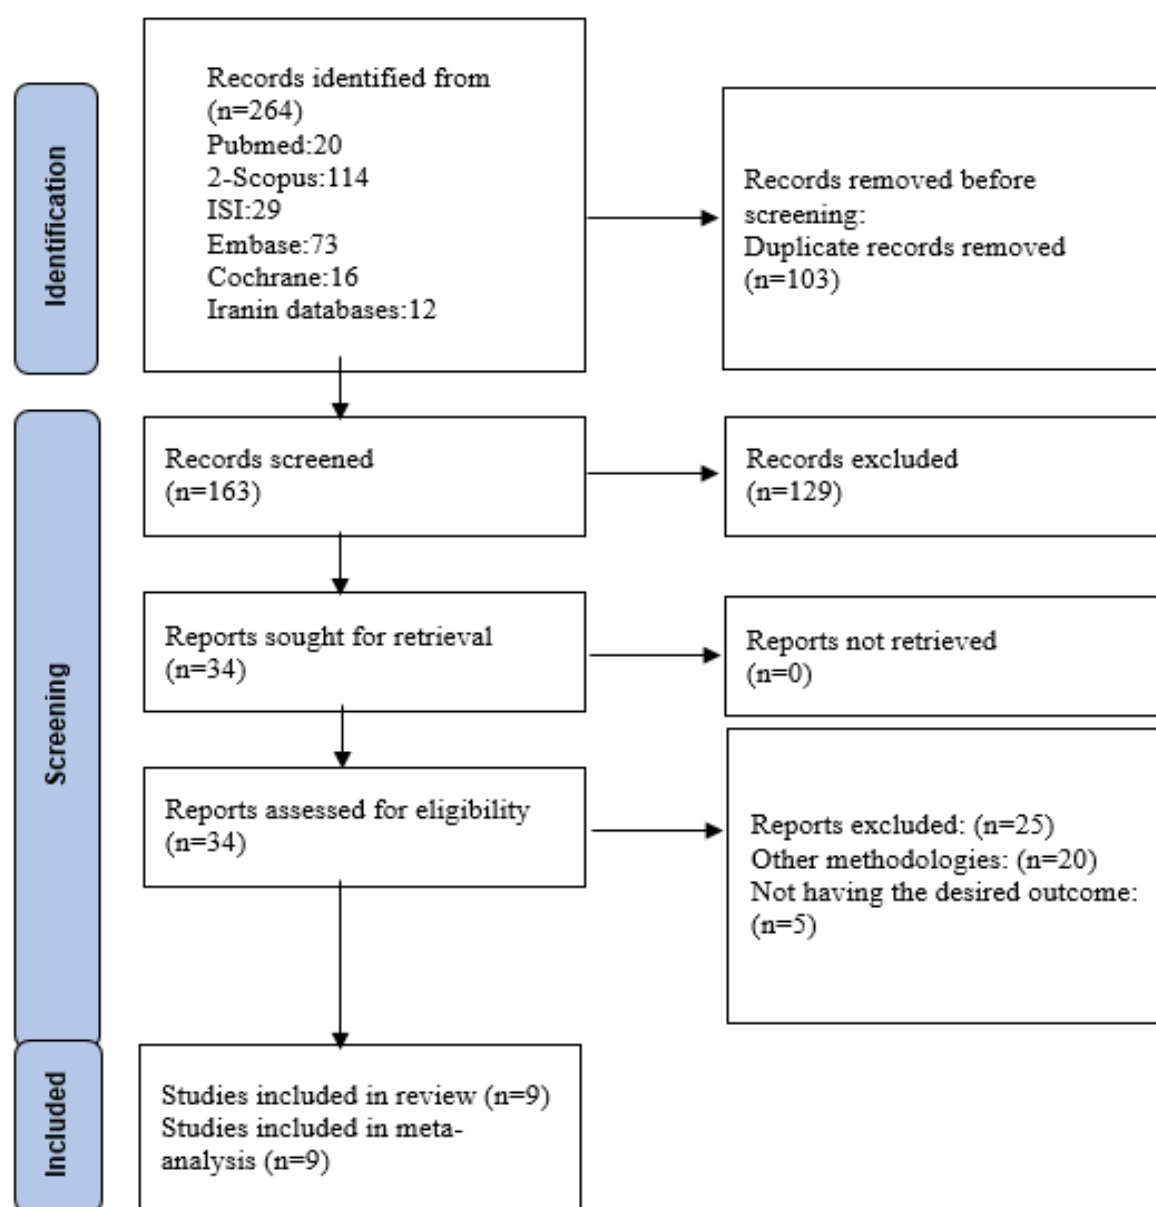 Identification
Records identified from
(n=264)
Pubmed:20
2-Scopus:114
ISI:29
Embase:73
Cochrane:16
Iranin databases:12
Records removed before
screening:
Duplicate records removed
(n=103)
Screening
Records screened
(n=163)
Records excluded
(n=129)
Reports sought for retrieval
(n=34)
Reports not retrieved
(n=0)
Reports assessed for eligibility
(n=34)
Reports excluded: (n=25)
Other methodologies: (n=20)
Not having the desired outcome:
(n=5)
Included
Studies included in review (n=9)
Studies included in meta-
analysis (n=9)